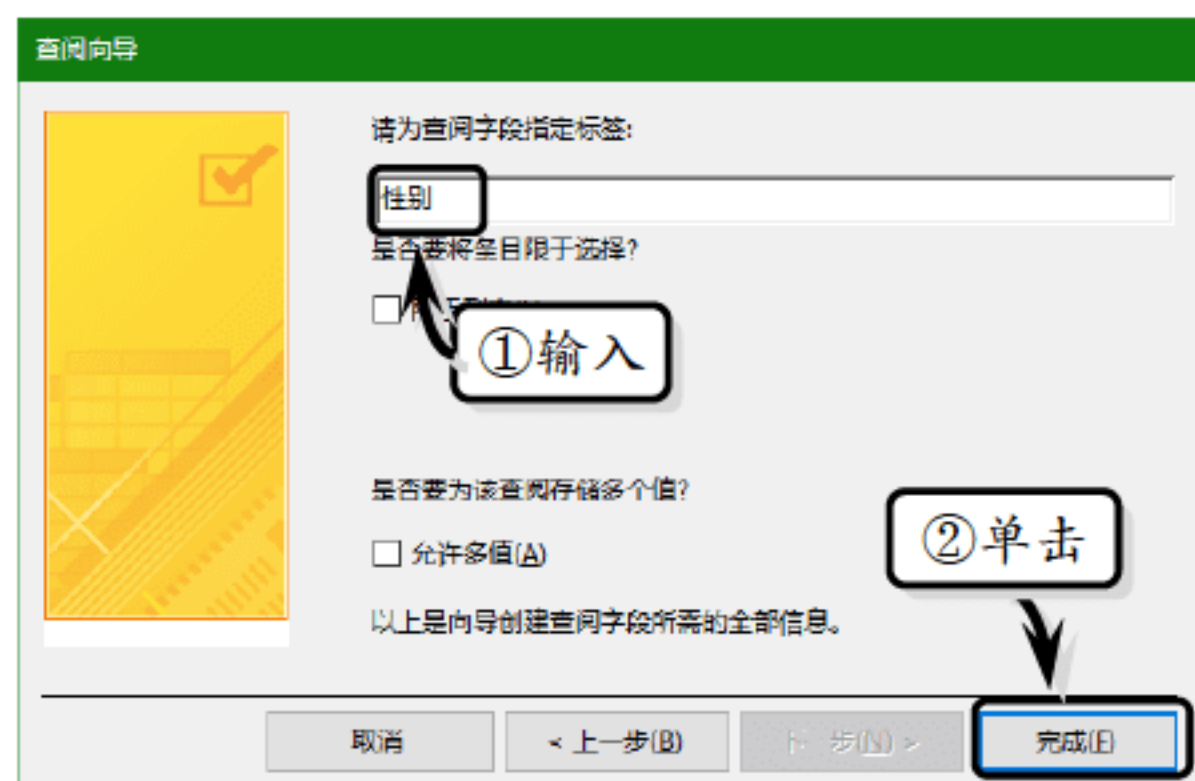 查阅向导
请为查阅字段指定标签:
性别
是否要将条目限于选择?
①输入
是否要为该查阅存储多个值?
允许多值(A)
②单击
以上是向导创建查阅字段所需的全部信息。
取消
< 上一步(B)
步(N) >
完成(F)